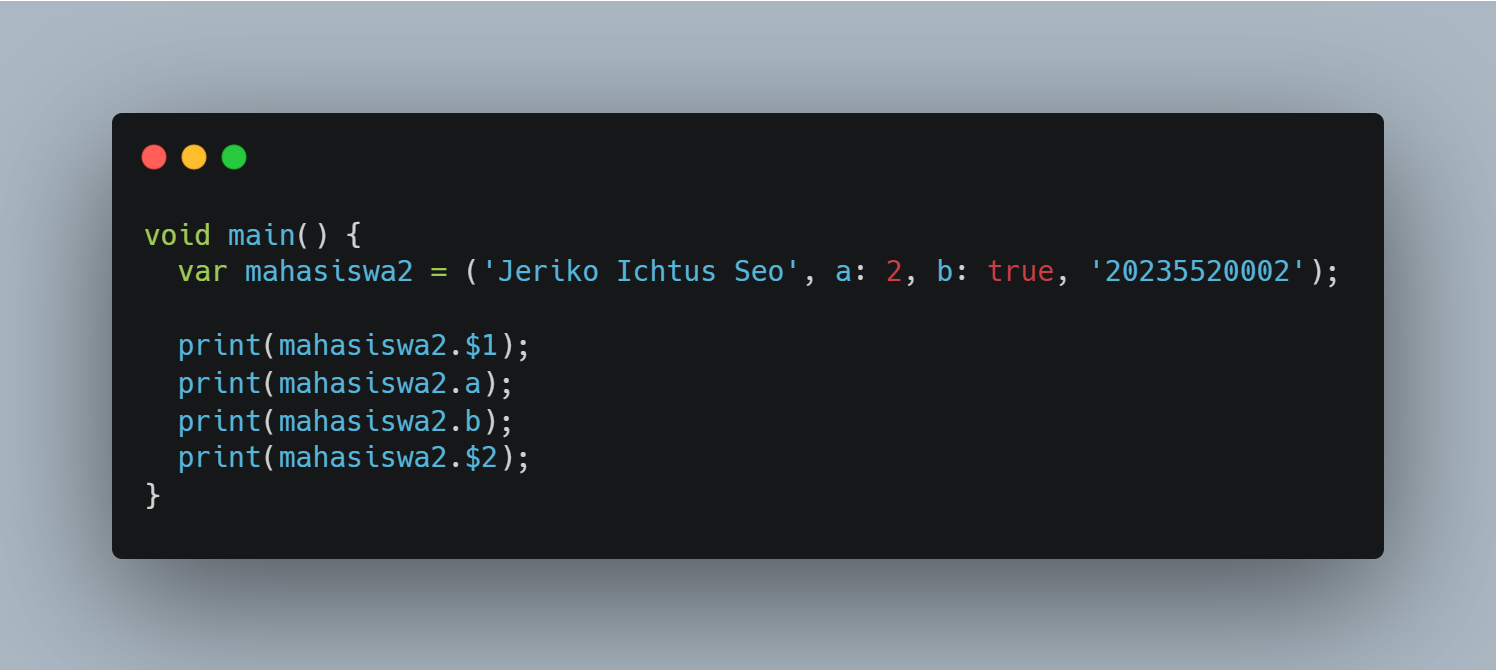 void main() {
  var mahasiswa2 = ('Jeriko Ichtus Seo', a: 2, b: true, '20235520002');

  print(mahasiswa2.$1);
  print(mahasiswa2.a);
  print(mahasiswa2.b);
  print(mahasiswa2.$2);
}